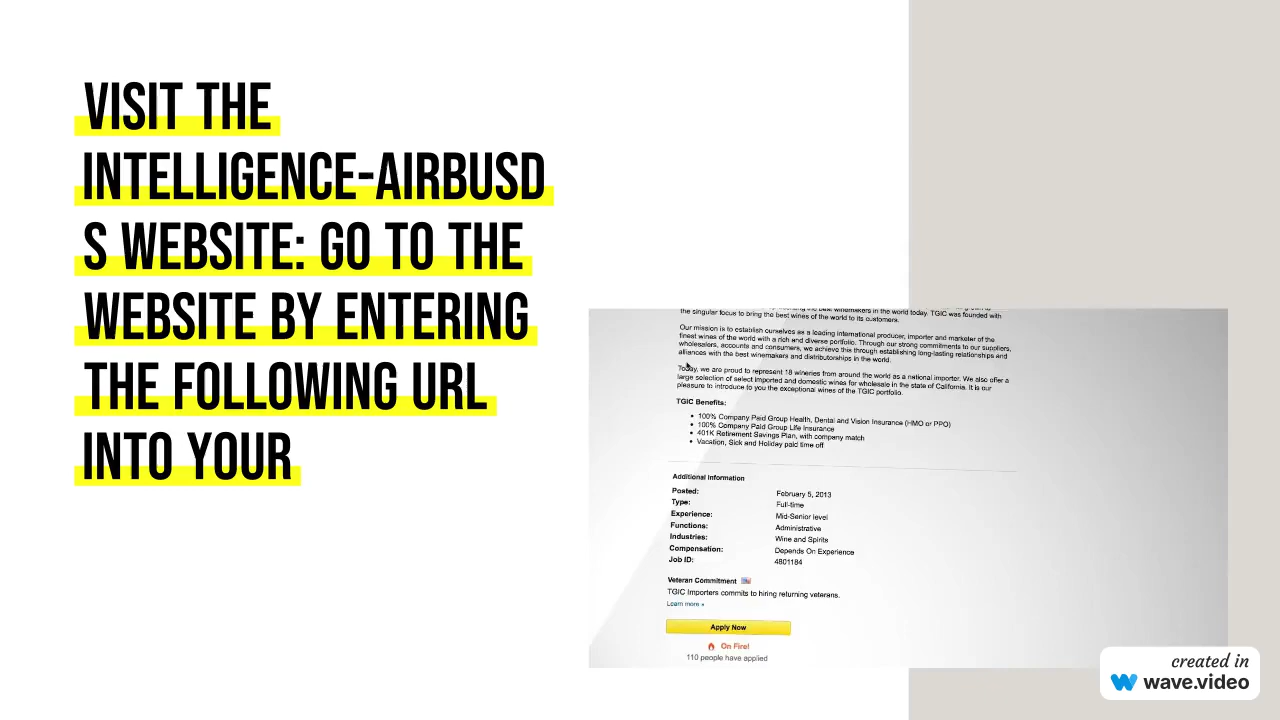 VISIT THE
INTELLIGENCE-AIRBUSD
S WEBSITE: GO TO THE
WEBSITE BY ENTERING
THE FOLLOWING URL
INTO YOUR
the best winemakers in the world today. TGIC was founded with
the singular focus to bring the best wines of the world to its customers.
Our mission is to establish ourselves as a leading international producer, importer and marketer of the
finest wines of the world with a rich and diverse portfolio. Through our strong commitments to our suppliers,
wholesalers, accounts and consumers, we achieve this through establishing long-lasting relationships and
alliances with the best winemakers and distributorships in the world.
Today, we are proud to represent 18 wineries from around the world as a national importer. We also offer a
large selection of select imported and domestic wines for wholesale in the state of California. It is our
pleasure to introduce to you the exceptional wines of the TGIC portfolio.
TGIC Benefits:
• 100% Company Paid Group Health, Dental and Vision Insurance (HMO or PPO)
• 100% Company Paid Group Life Insurance
• 401K Retirement Savings Plan, with company match
• Vacation, Sick and Holiday paid time off
Additional Information
Posted: February 5, 2013
Type: Full-time
Experience: Mid-Senior level
Functions: Administrative
Industries: Wine and Spirits
Compensation: Depends On Experience
Job ID: 4801184
Veteran Commitment
TGIC Importers commits to hiring returning veterans.
Learn more »
Apply Now
On Fire!
110 people have applied
created in
wave.video